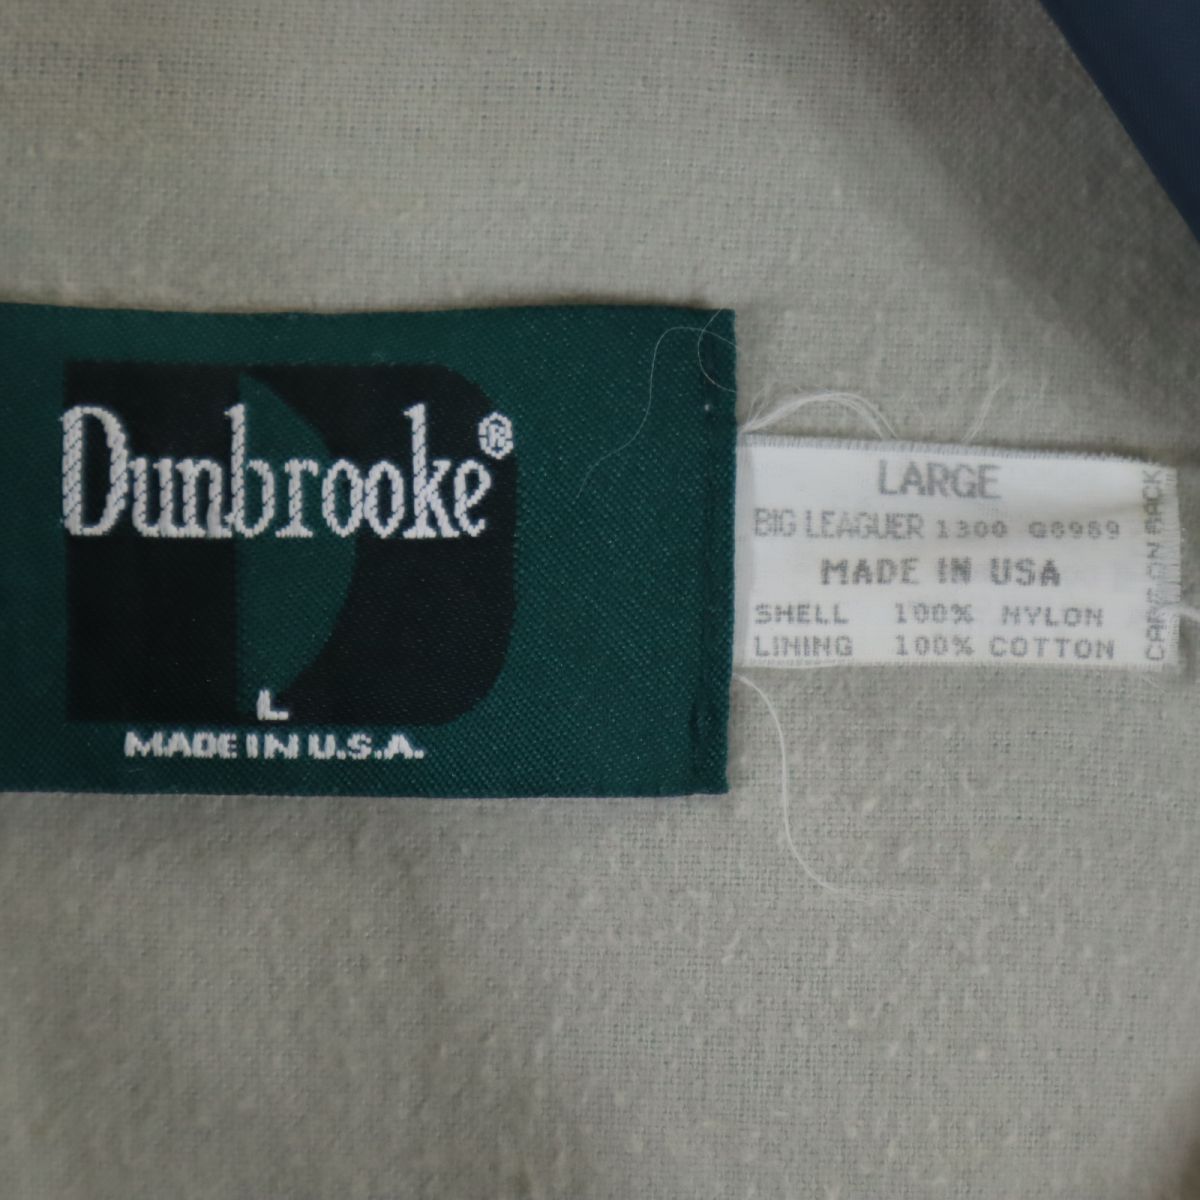 Dunbrooke®
L
MADE IN U.S.A.
LARGE
BIG LEAGUER 1300 G8989
MADE IN USA
SHELL 100% NYLON
LINING 100% COTTON
CARE ON BACK